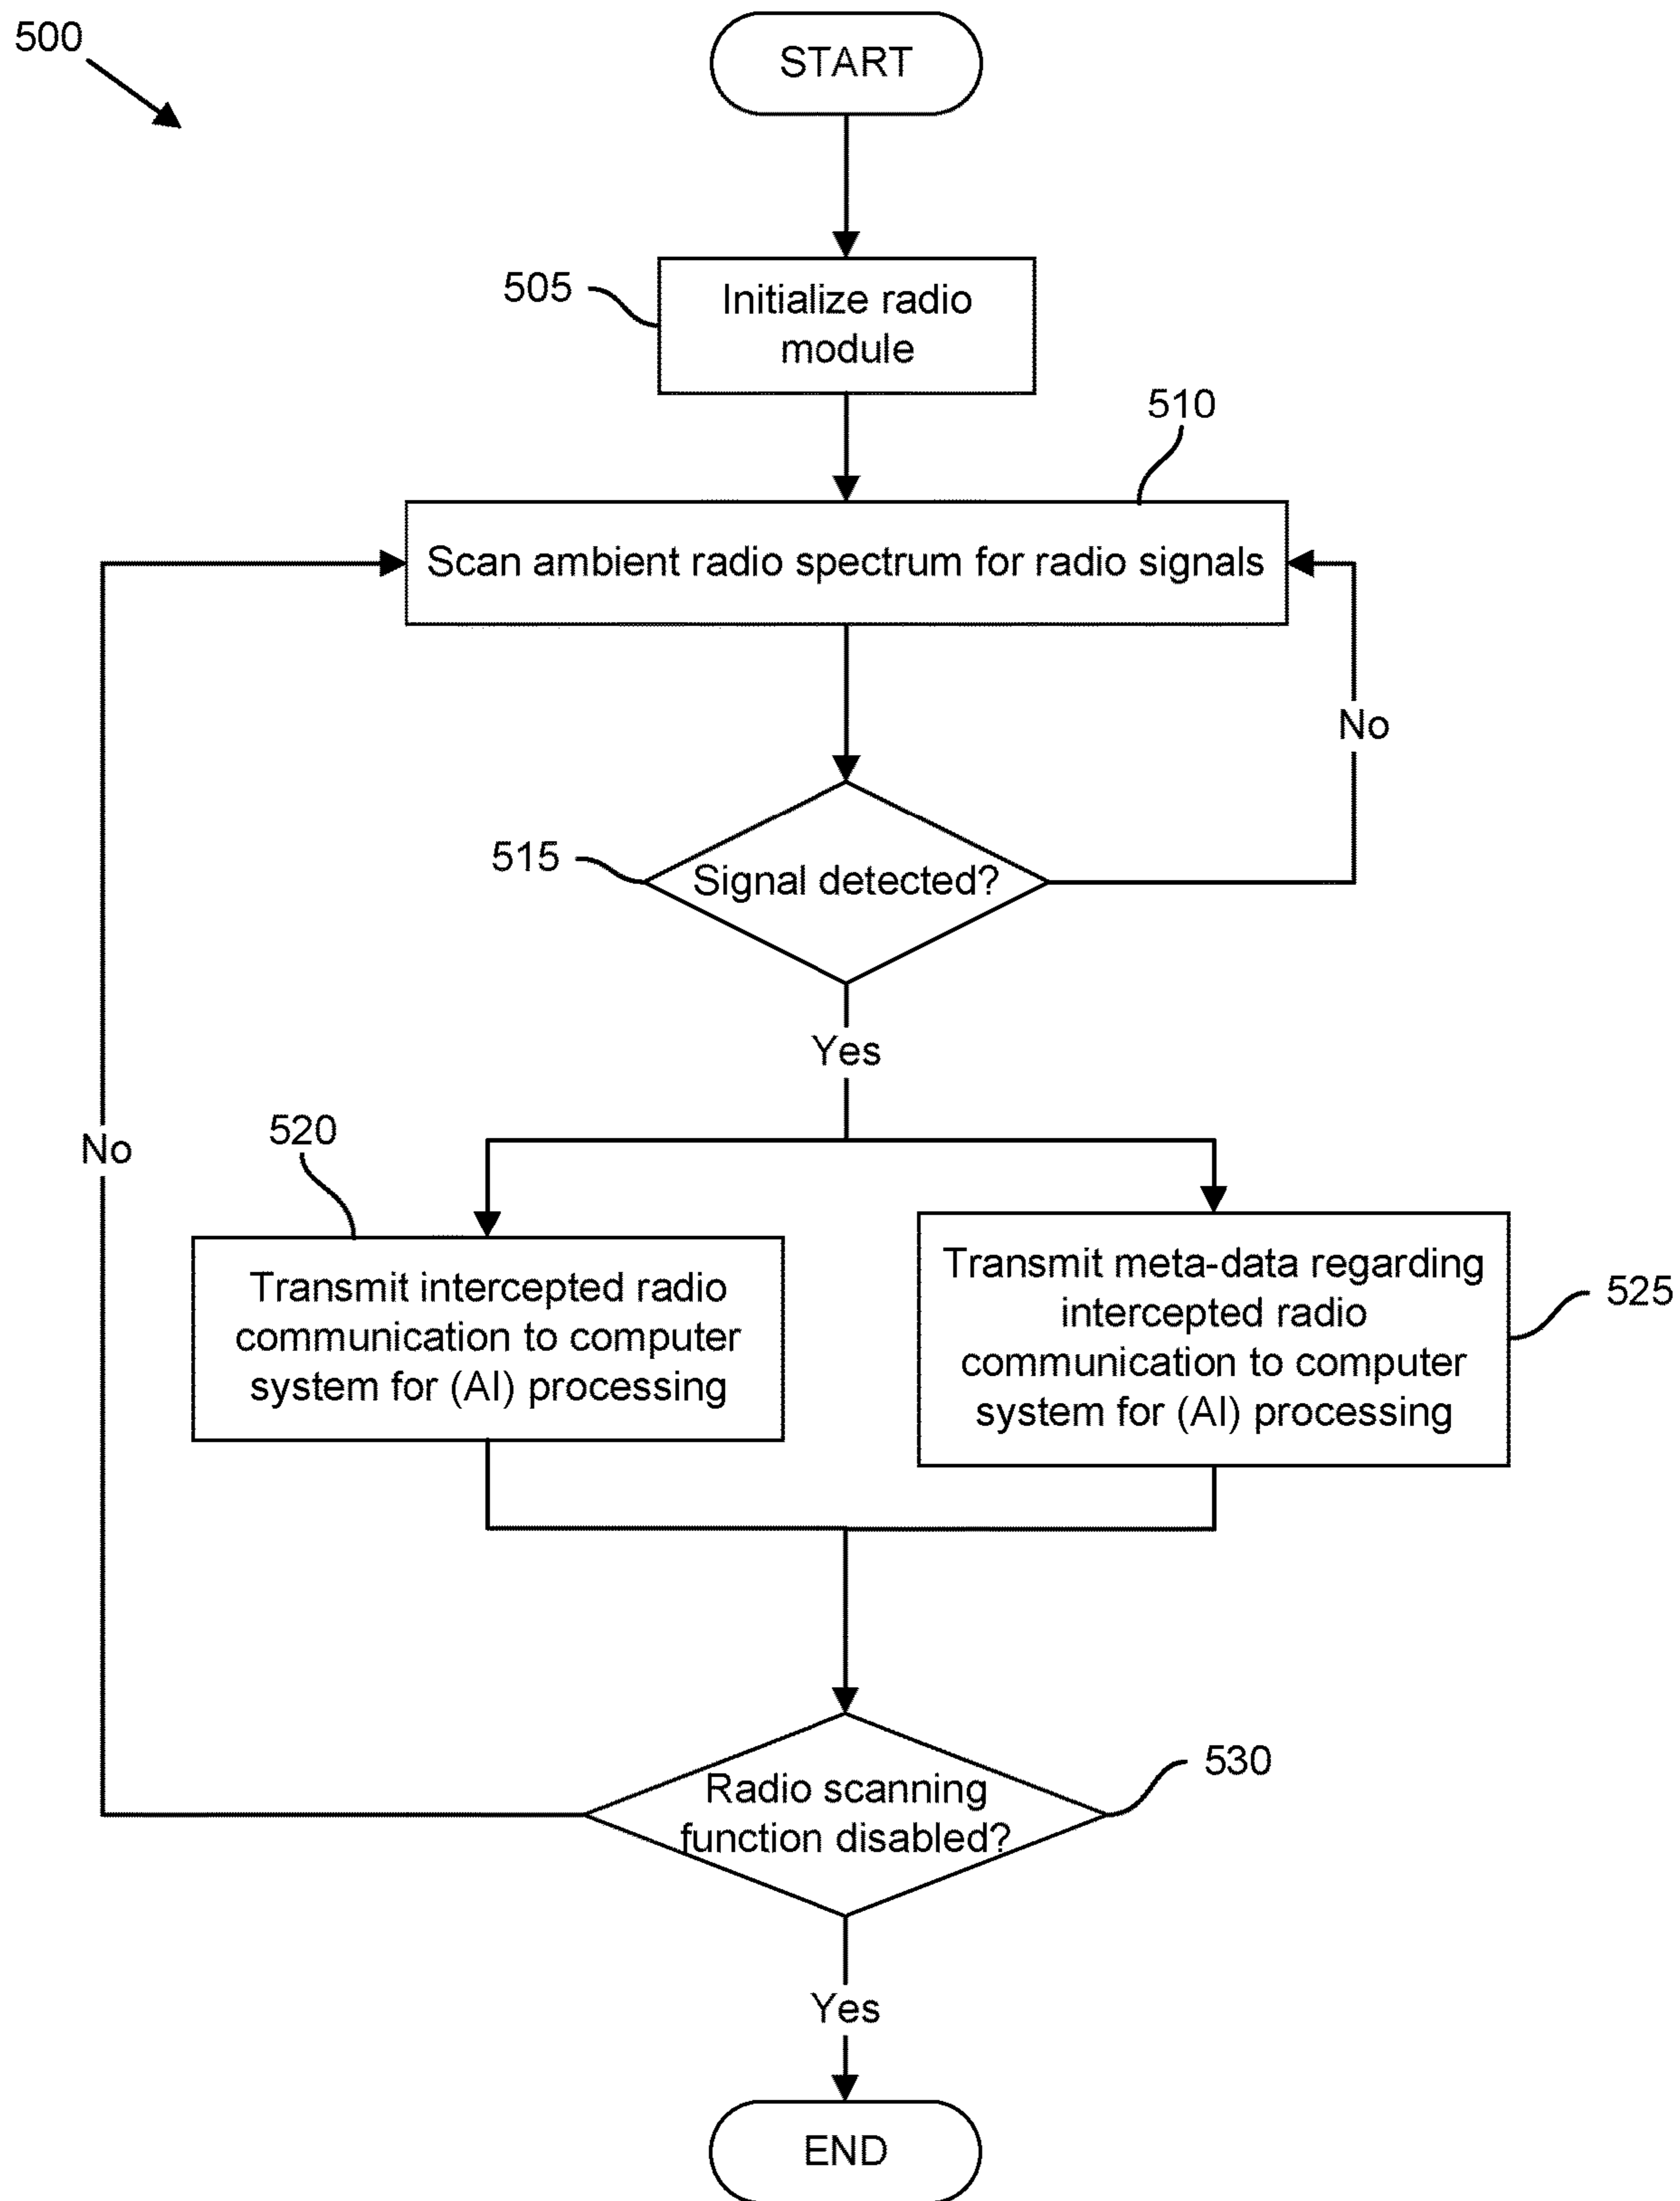 500
START
505
Initialize radio
module
510
Scan ambient radio spectrum for radio signals
No
515
Signal detected?
Yes
No
520
Transmit intercepted radio
communication to computer
system for (AI) processing
Transmit meta-data regarding
intercepted radio
communication to computer
system for (AI) processing
525
530
Radio scanning
function disabled?
Yes
END